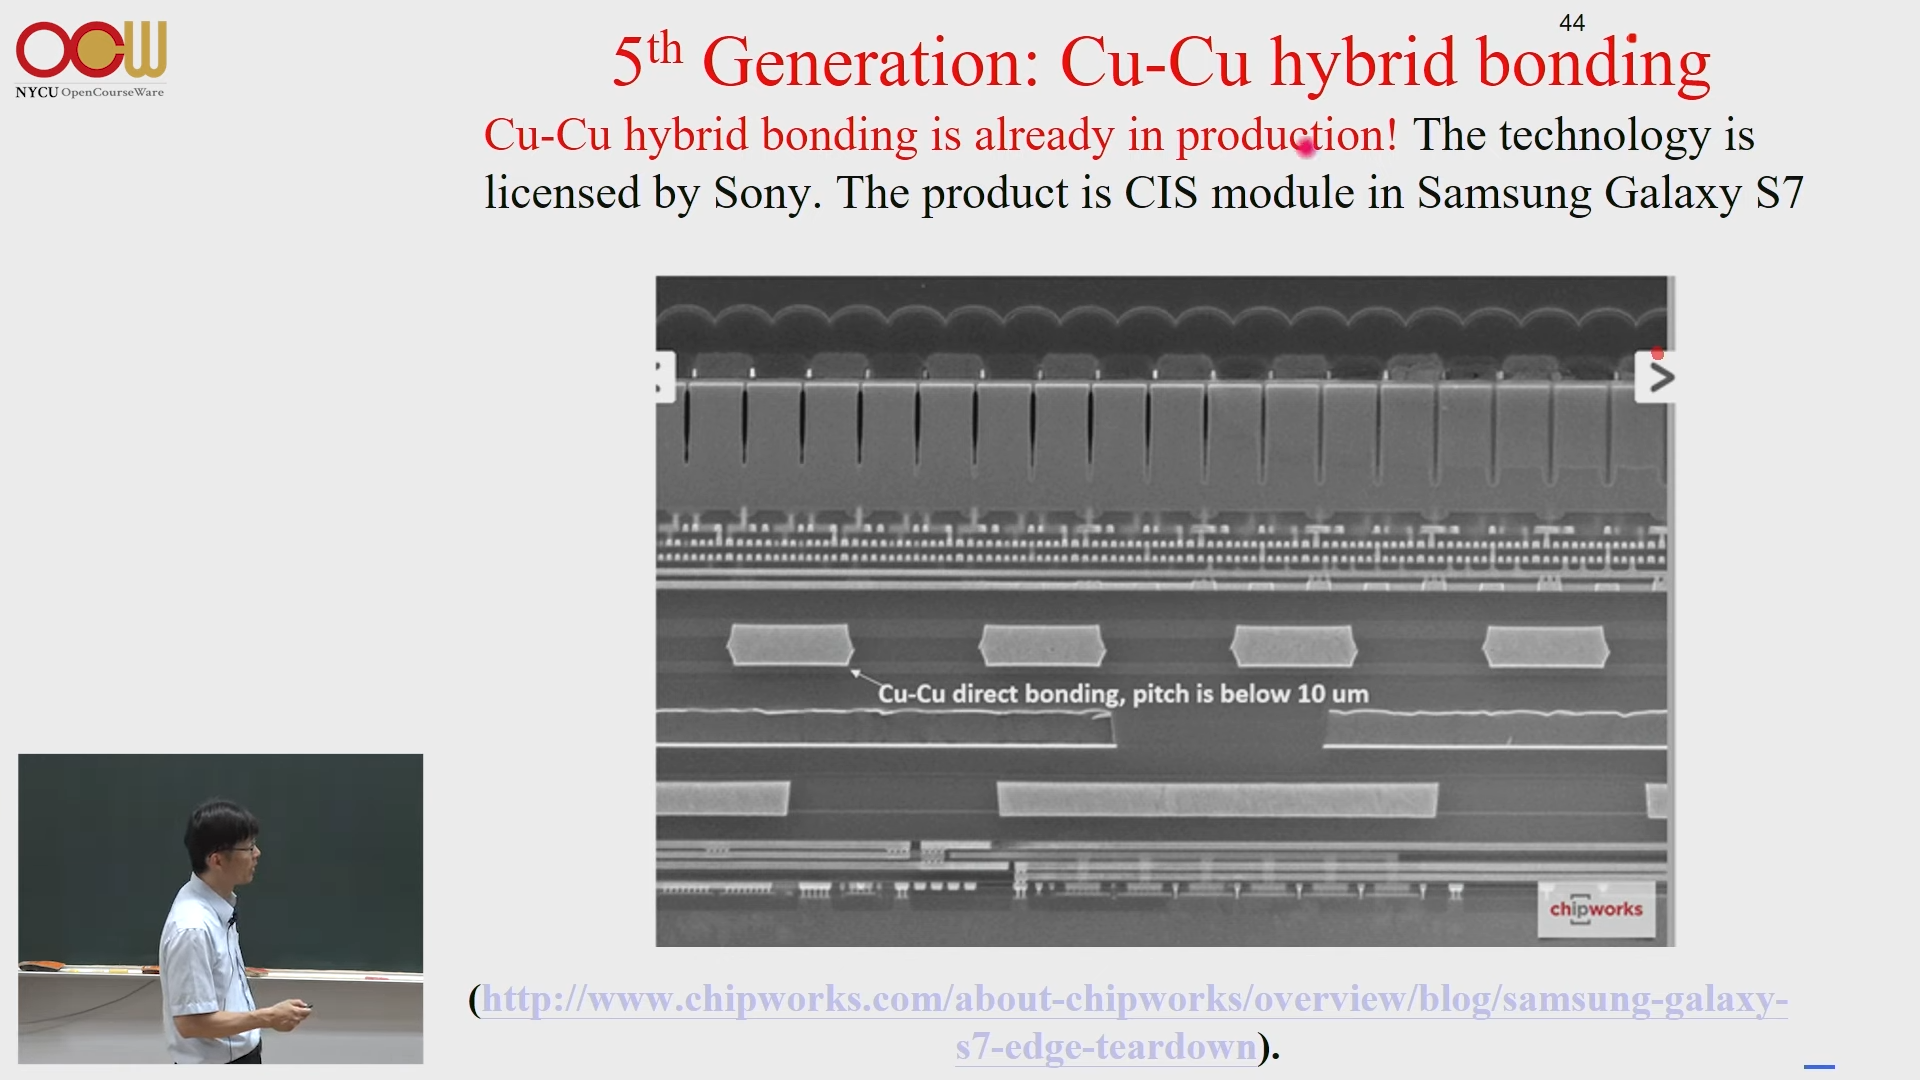 OCW
NYCU OpenCourseWare
44
5th Generation: Cu-Cu hybrid bonding
Cu-Cu hybrid bonding is already in production! The technology is
licensed by Sony. The product is CIS module in Samsung Galaxy S7
Cu-Cu direct bonding, pitch is below 10 um
chipworks
(http://www.chipworks.com/about-chipworks/overview/blog/samsung-galaxy-
s7-edge-teardown).